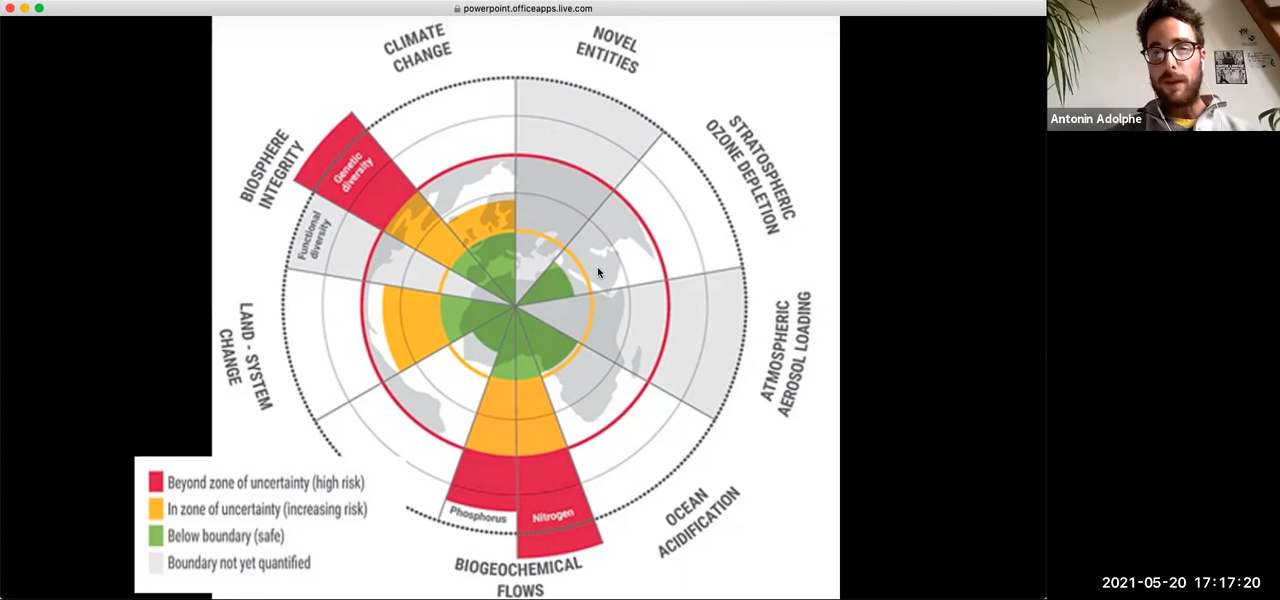 powerpoint.officeapps.live.com
CLIMATE
CHANGE
NOVEL
ENTITIES
STRATOSPHERIC
OZONE DEPLETION
ATMOSPHERIC
AEROSOL LOADING
OCEAN
ACIDIFICATION
BIOGEOCHEMICAL
FLOWS
Phosphorus
Nitrogen
LAND - SYSTEM
CHANGE
BIOSPHERE
INTEGRITY
Genetic
diversity
Functional
diversity
Beyond zone of uncertainty (high risk)
In zone of uncertainty (increasing risk)
Below boundary (safe)
Boundary not yet quantified
Antonin Adolphe
2021-05-20 17:17:20